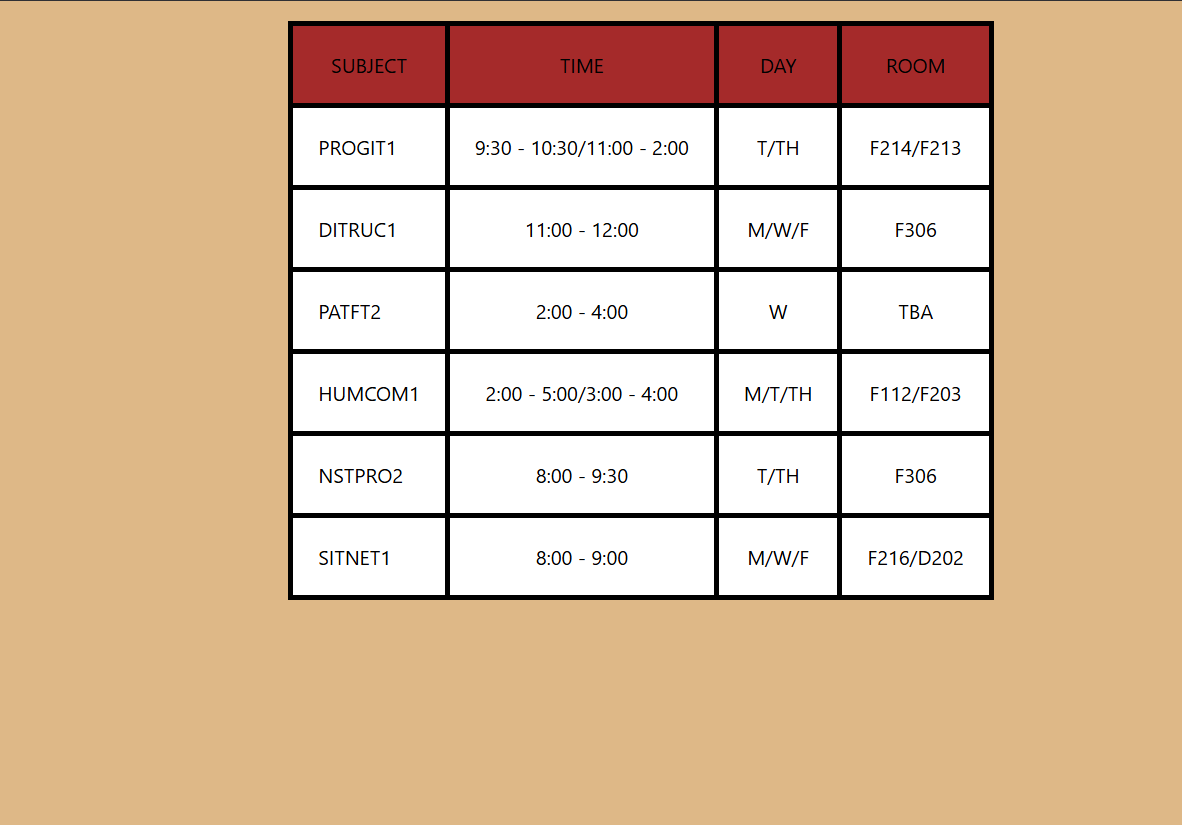 SUBJECT TIME DAY ROOM
PROGIT1 9:30 - 10:30/11:00 - 2:00 T/TH F214/F213
DITRUC1 11:00 - 12:00 M/W/F F306
PATFT2 2:00 - 4:00 W TBA
HUMCOM1 2:00 - 5:00/3:00 - 4:00 M/T/TH F112/F203
NSTPRO2 8:00 - 9:30 T/TH F306
SITNET1 8:00 - 9:00 M/W/F F216/D202